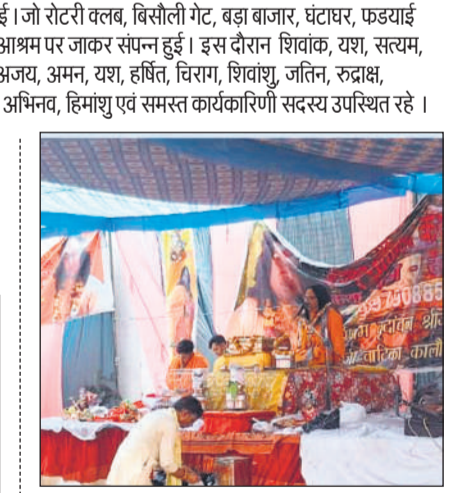 ई। जो रोटरी क्लब, बिसौली गेट, बड़ा बाजार, घंटाघर, फडयाई
आश्रम पर जाकर संपन्न हुई। इस दौरान शिवांक, यश, सत्यम,
अजय, अमन, यश, हर्षित, चिराग, शिवांशु, जतिन, रुद्राक्ष,
अभिनव, हिमांशु एवं समस्त कार्यकारिणी सदस्य उपस्थित रहे ।